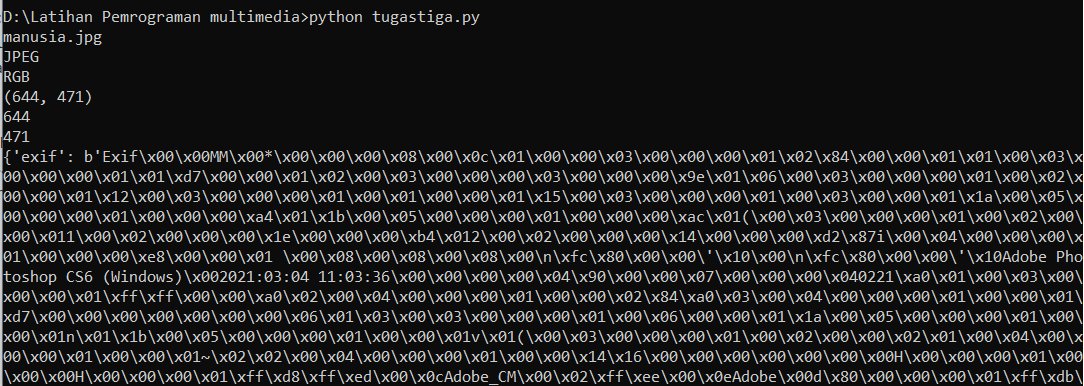 D:\Latihan Pemrograman multimedia>python tugastiga.py
manusia.jpg
JPEG
RGB
(644, 471)
644
471
{'exif': b'Exif\x00\x00MM\x00*\x00\x00\x00\x08\x00\x0c\x01\x00\x00\x03\x00\x00\x00\x01\x02\x84\x00\x00\x01\x01\x00\x03\x
00\x00\x00\x01\x01\xd7\x00\x00\x01\x02\x00\x03\x00\x00\x00\x03\x00\x00\x00\x9e\x01\x06\x00\x03\x00\x00\x00\x01\x00\x02\x
00\x00\x01\x12\x00\x03\x00\x00\x00\x01\x00\x01\x00\x00\x01\x15\x00\x03\x00\x00\x00\x01\x00\x03\x00\x00\x01\x1a\x00\x05\x
00\x00\x00\x01\x00\x00\x00\xa4\x01\x1b\x00\x05\x00\x00\x00\x01\x00\x00\x00\xac\x01(\x00\x03\x00\x00\x00\x01\x00\x02\x00\
x00\x011\x00\x02\x00\x00\x00\x1e\x00\x00\x00\xb4\x012\x00\x02\x00\x00\x00\x14\x00\x00\x00\xd2\x87i\x00\x04\x00\x00\x00\x
01\x00\x00\x00\xe8\x00\x00\x01 \x00\x08\x00\x08\x00\x08\x00\n\xfc\x80\x00\x00\'\x10\x00\n\xfc\x80\x00\x00\'\x10Adobe Pho
toshop CS6 (Windows)\x002021:03:04 11:03:36\x00\x00\x00\x00\x04\x90\x00\x00\x07\x00\x00\x00\x040221\xa0\x01\x00\x03\x00\
x00\x00\x01\xff\xff\x00\x00\xa0\x02\x00\x04\x00\x00\x00\x01\x00\x00\x02\x84\xa0\x03\x00\x04\x00\x00\x00\x01\x00\x00\x01\
xd7\x00\x00\x00\x00\x00\x00\x00\x06\x01\x03\x00\x03\x00\x00\x00\x01\x00\x06\x00\x00\x01\x1a\x00\x05\x00\x00\x00\x01\x00\
x00\x01n\x01\x1b\x00\x05\x00\x00\x00\x01\x00\x00\x01v\x01(\x00\x03\x00\x00\x00\x01\x00\x02\x00\x00\x02\x01\x00\x04\x00\x
00\x00\x01\x00\x00\x01~\x02\x02\x00\x04\x00\x00\x00\x01\x00\x00\x14\x16\x00\x00\x00\x00\x00\x00\x00H\x00\x00\x00\x01\x00
\x00\x00H\x00\x00\x00\x01\xff\xd8\xff\xed\x00\x0cAdobe_CM\x00\x02\xff\xee\x00\x0eAdobe\x00d\x80\x00\x00\x01\xff\xdb\